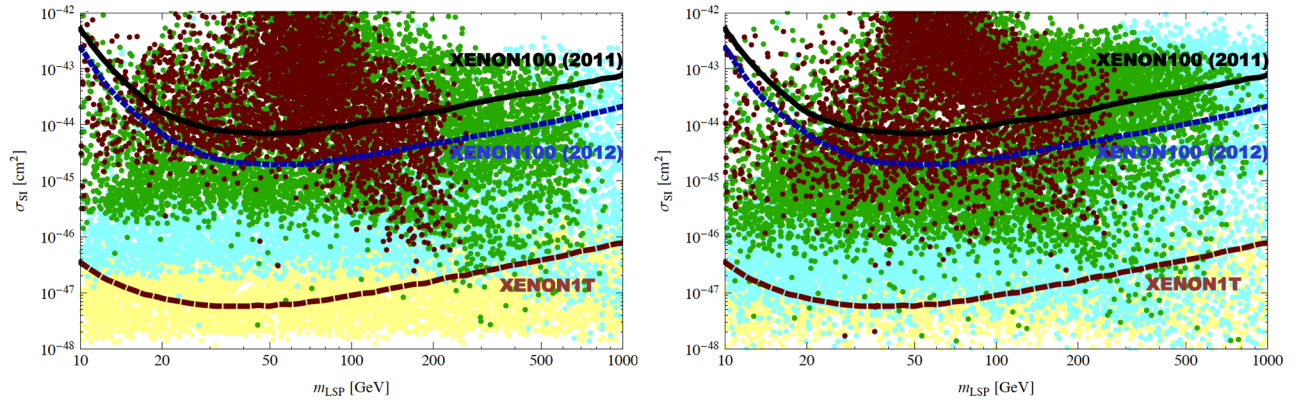 10⁻⁴²
10⁻⁴³
10⁻⁴⁴
10⁻⁴⁵
10⁻⁴⁶
10⁻⁴⁷
10⁻⁴⁸
σSI [cm²]
XENON100 (2011)
XENON100 (2012)
XENON1T
10 20 50 100 200 500 1000
mLSP [GeV]
10⁻⁴²
10⁻⁴³
10⁻⁴⁴
10⁻⁴⁵
10⁻⁴⁶
10⁻⁴⁷
10⁻⁴⁸
σSI [cm²]
XENON100 (2011)
XENON100 (2012)
XENON1T
10 20 50 100 200 500 1000
mLSP [GeV]